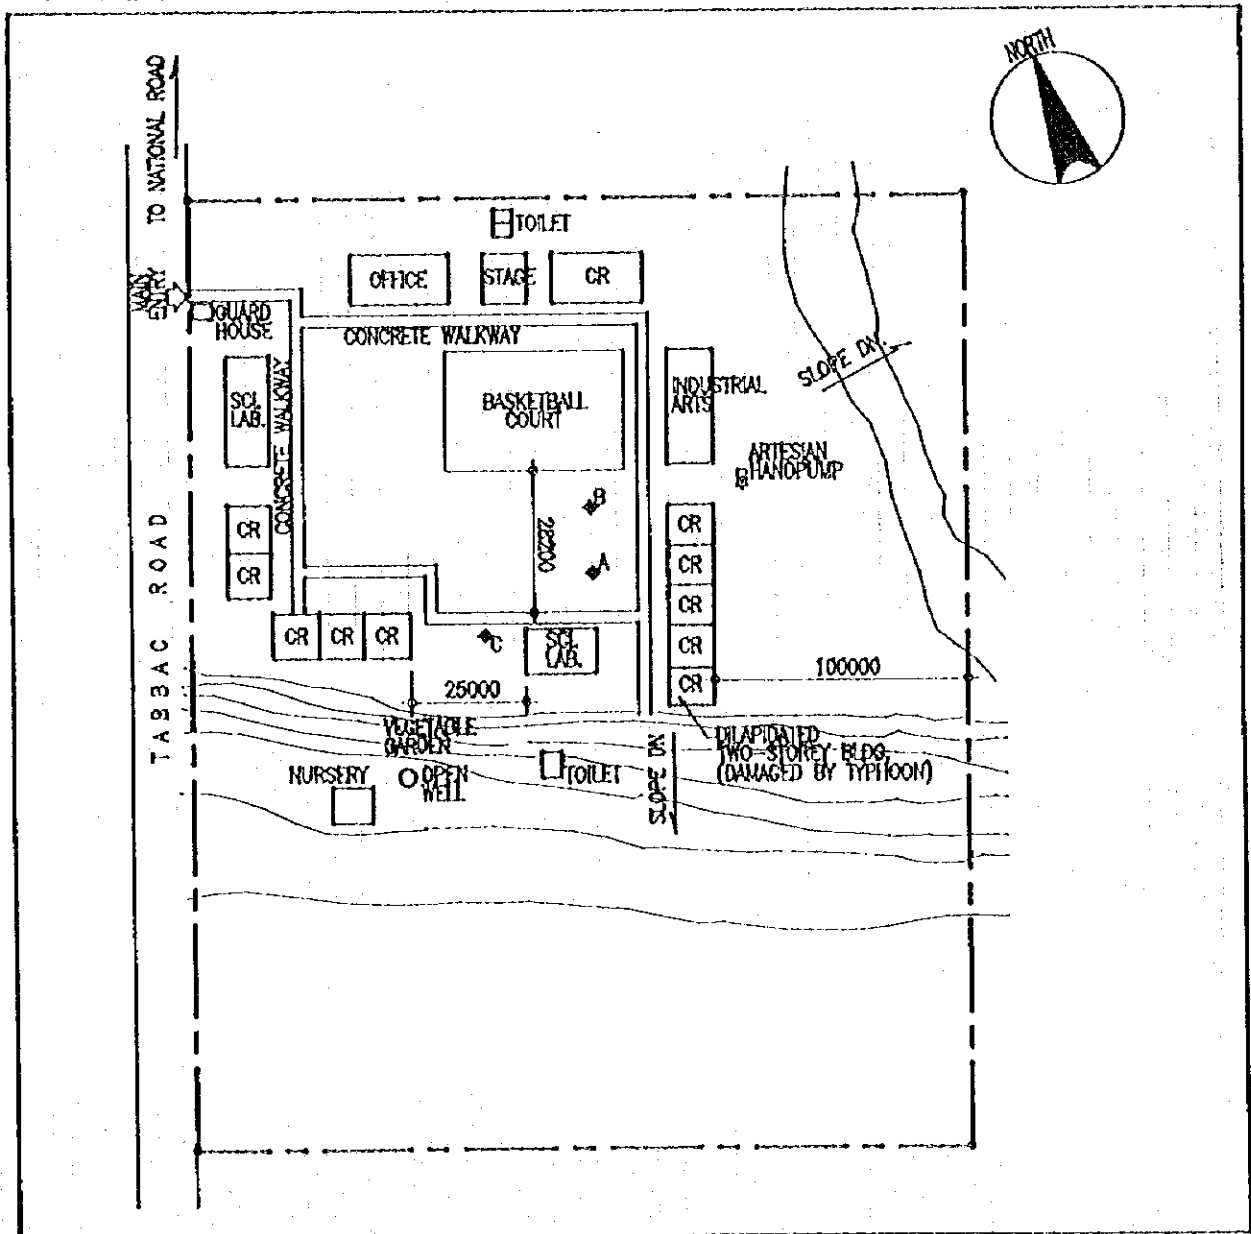 NORTH
TO NATIONAL ROAD
MAIN
ENTRY
TOILET
OFFICE
STAGE
CR
GUARD
HOUSE
CONCRETE WALKWAY
CONCRETE WALKWAY
SCI.
LAB.
BASKETBALL
COURT
INDUSTRIAL
ARTS
SLOPE DN.
ARTESIAN
HANDPUMP
B
28200
A
CR
CR
CR
CR
CR
CR
CR
CR
CR
CR
C
SCI.
LAB.
TABBAC ROAD
25000
100000
VEGETABLE
GARDEN
NURSERY
OPEN
WELL
TOILET
SLOPE DN.
DILAPIDATED
TWO-STOREY BLDG.
(DAMAGED BY TYPHOON)